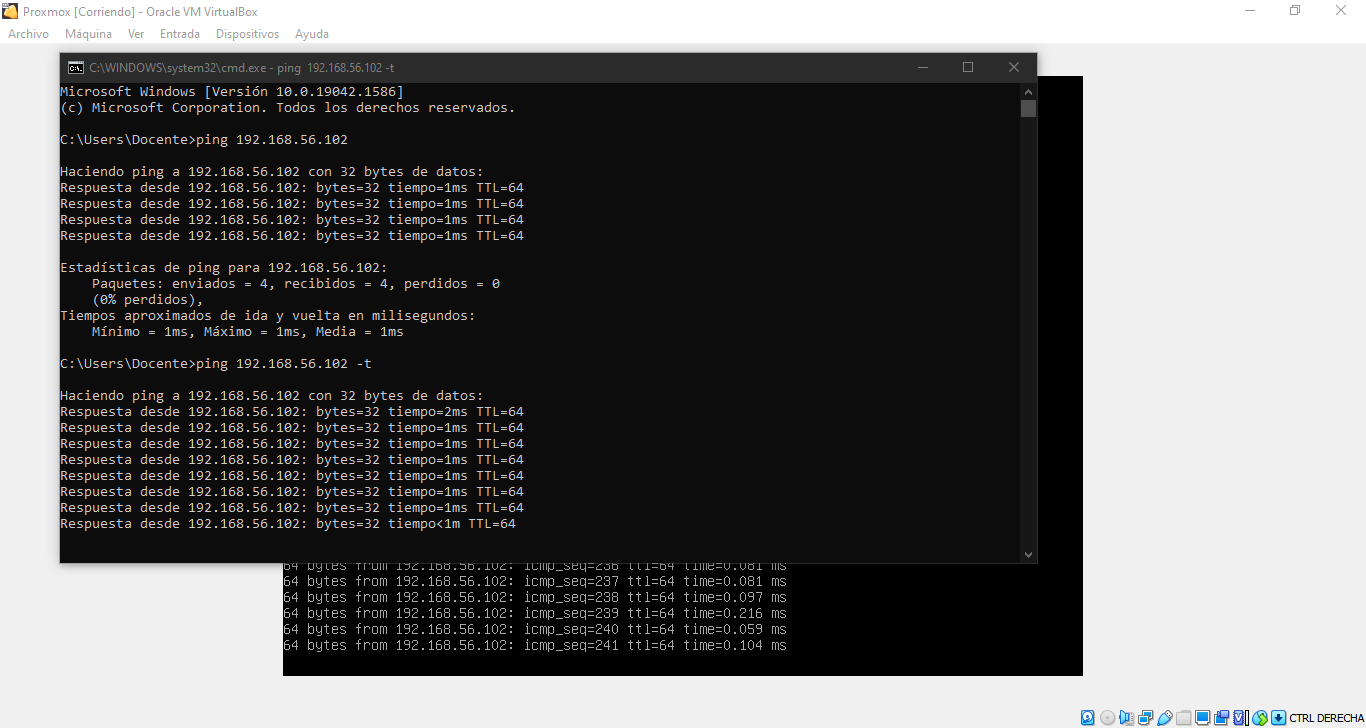 Proxmox [Corriendo] - Oracle VM VirtualBox
Archivo Máquina Ver Entrada Dispositivos Ayuda
C:\WINDOWS\system32\cmd.exe - ping 192.168.56.102 -t
Microsoft Windows [Versión 10.0.19042.1586]
(c) Microsoft Corporation. Todos los derechos reservados.
C:\Users\Docente>ping 192.168.56.102
Haciendo ping a 192.168.56.102 con 32 bytes de datos:
Respuesta desde 192.168.56.102: bytes=32 tiempo=1ms TTL=64
Respuesta desde 192.168.56.102: bytes=32 tiempo=1ms TTL=64
Respuesta desde 192.168.56.102: bytes=32 tiempo=1ms TTL=64
Respuesta desde 192.168.56.102: bytes=32 tiempo=1ms TTL=64
Estadísticas de ping para 192.168.56.102:
Paquetes: enviados = 4, recibidos = 4, perdidos = 0
(0% perdidos),
Tiempos aproximados de ida y vuelta en milisegundos:
Mínimo = 1ms, Máximo = 1ms, Media = 1ms
C:\Users\Docente>ping 192.168.56.102 -t
Haciendo ping a 192.168.56.102 con 32 bytes de datos:
Respuesta desde 192.168.56.102: bytes=32 tiempo=2ms TTL=64
Respuesta desde 192.168.56.102: bytes=32 tiempo=1ms TTL=64
Respuesta desde 192.168.56.102: bytes=32 tiempo=1ms TTL=64
Respuesta desde 192.168.56.102: bytes=32 tiempo=1ms TTL=64
Respuesta desde 192.168.56.102: bytes=32 tiempo=1ms TTL=64
Respuesta desde 192.168.56.102: bytes=32 tiempo=1ms TTL=64
Respuesta desde 192.168.56.102: bytes=32 tiempo=1ms TTL=64
Respuesta desde 192.168.56.102: bytes=32 tiempo<1m TTL=64
64 bytes from 192.168.56.102: icmp_seq=236 ttl=64 time=0.081 ms
64 bytes from 192.168.56.102: icmp_seq=237 ttl=64 time=0.081 ms
64 bytes from 192.168.56.102: icmp_seq=238 ttl=64 time=0.097 ms
64 bytes from 192.168.56.102: icmp_seq=239 ttl=64 time=0.216 ms
64 bytes from 192.168.56.102: icmp_seq=240 ttl=64 time=0.059 ms
64 bytes from 192.168.56.102: icmp_seq=241 ttl=64 time=0.104 ms
CTRL DERECHA